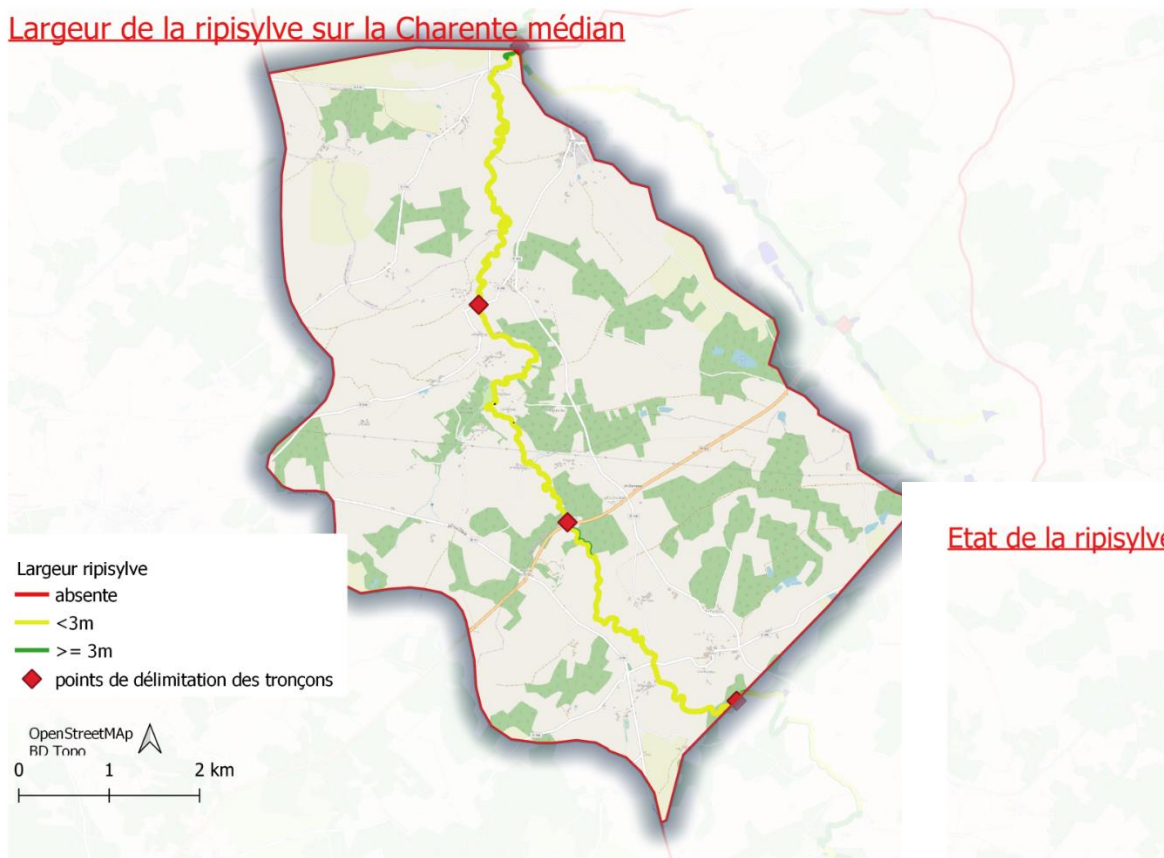 Largeur de la ripisylve sur la Charente médian
Etat de la ripisylve
Largeur ripisylve
absente
<3m
>= 3m
points de délimitation des tronçons
OpenStreetMAp
BD Topo
0 1 2 km